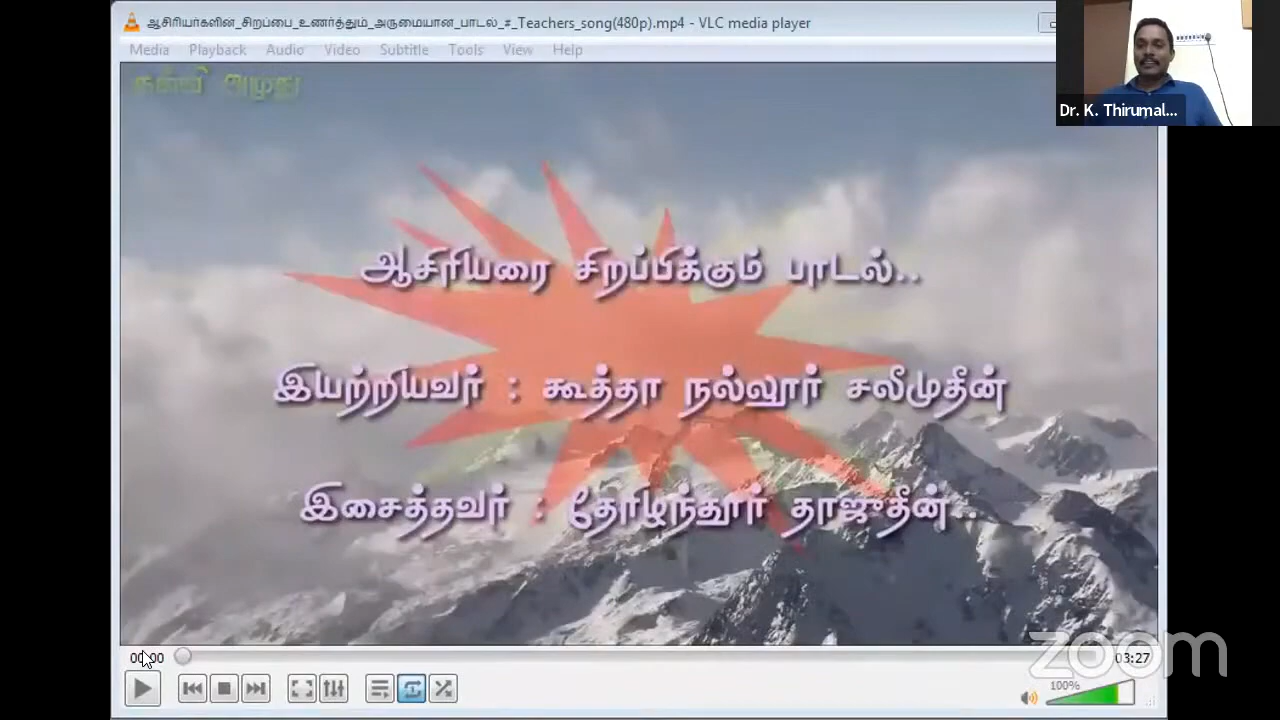 ஆசிரியர்களின்_சிறப்பை_உணர்த்தும்_அருமையான_பாடல்_#_Teachers_song(480p).mp4 - VLC media player
Media Playback Audio Video Subtitle Tools View Help
அமுது
Dr. K. Thirumal...
ஆசிரியரை சிறப்பிக்கும் பாடல்..
இயற்றியவர் : கூத்தா நல்லூர் சலீமுதீன்
இசைத்தவர் : தேரிழந்தூர் தாஜுதீன் ..
zoom
00:00 03:27
100%